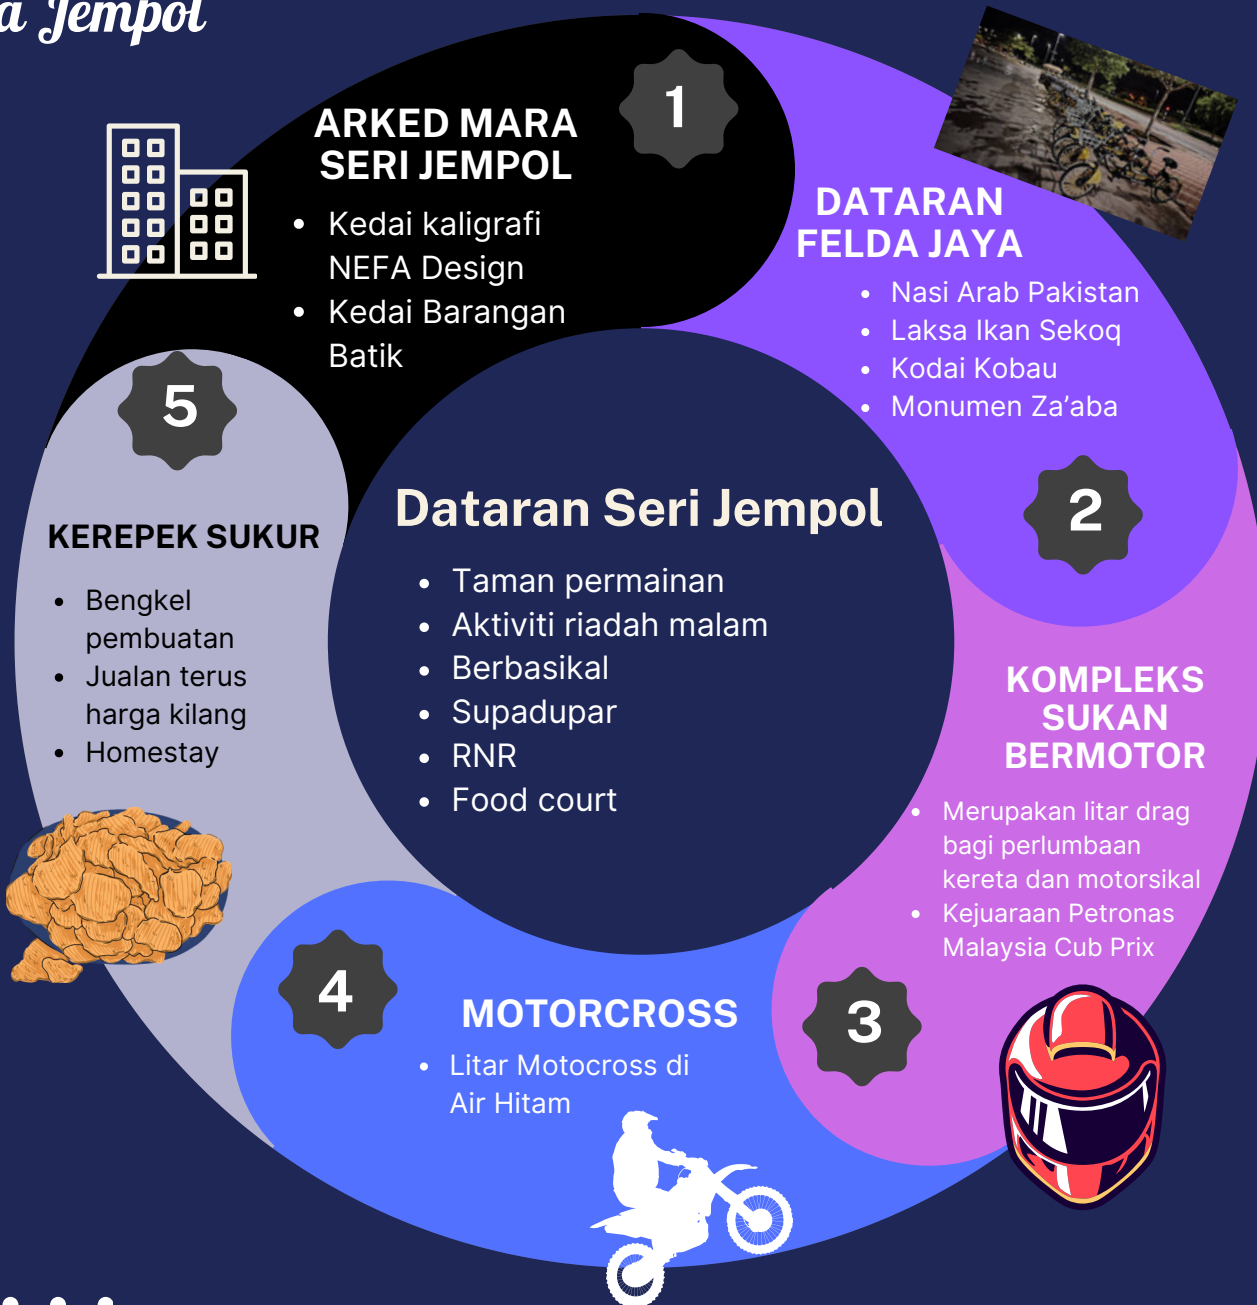 a Jempol
1
ARKED MARA
SERI JEMPOL
• Kedai kaligrafi
NEFA Design
• Kedai Barangan
Batik
DATARAN
FELDA JAYA
• Nasi Arab Pakistan
• Laksa Ikan Sekoq
• Kodai Kobau
• Monumen Za’aba
2
KOMPLEKS
SUKAN
BERMOTOR
• Merupakan litar drag
bagi perlumbaan
kereta dan motorsikal
• Kejuaraan Petronas
Malaysia Cub Prix
3
4
MOTORCROSS
• Litar Motocross di
Air Hitam
5
KEREPEK SUKUR
• Bengkel
pembuatan
• Jualan terus
harga kilang
• Homestay
Dataran Seri Jempol
• Taman permainan
• Aktiviti riadah malam
• Berbasikal
• Supadupar
• RNR
• Food court